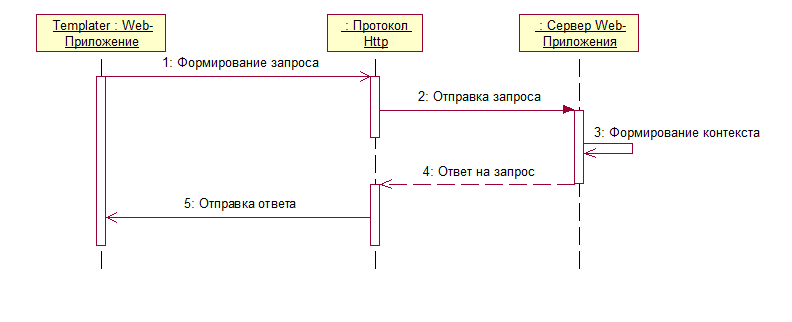 Templater : Web-
Приложение
: Протокол
Http
: Сервер Web-
Приложения
1: Формирование запроса
2: Отправка запроса
3: Формирование контекста
4: Ответ на запрос
5: Отправка ответа